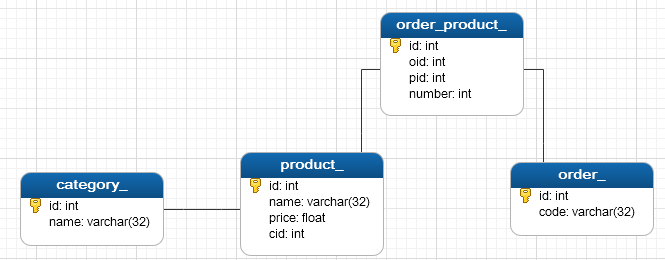 order_product_
id: int
oid: int
pid: int
number: int
product_
id: int
name: varchar(32)
price: float
cid: int
category_
id: int
name: varchar(32)
order_
id: int
code: varchar(32)